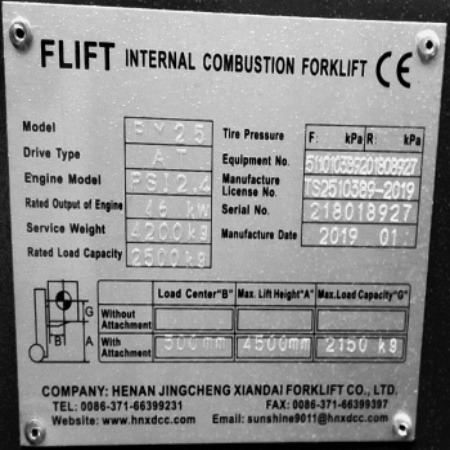 FLIFT INTERNAL COMBUSTION FORKLIFT CE
Model FY25
Drive Type AT
Engine Model PSI2.4
Rated Output of Engine 46 kW
Service Weight 4200kg
Rated Load Capacity 2500kg
Tire Pressure F: kPa R: kPa
Equipment No. 511010389201808927
Manufacture License No. TS2510389-2019
Serial No. 218018927
Manufacture Date 2019 01
G
B
A
Load Center"B" Max. Lift Height"A" Max.Load Capacity"G"
Without Attachment
With Attachment 500mm 4500mm 2150 kg
COMPANY: HENAN JINGCHENG XIANDAI FORKLIFT CO., LTD.
TEL: 0086-371-66399231 FAX: 0086-371-66399397
Website: www.hnxdcc.com Email: sunshine9011@hnxdcc.com